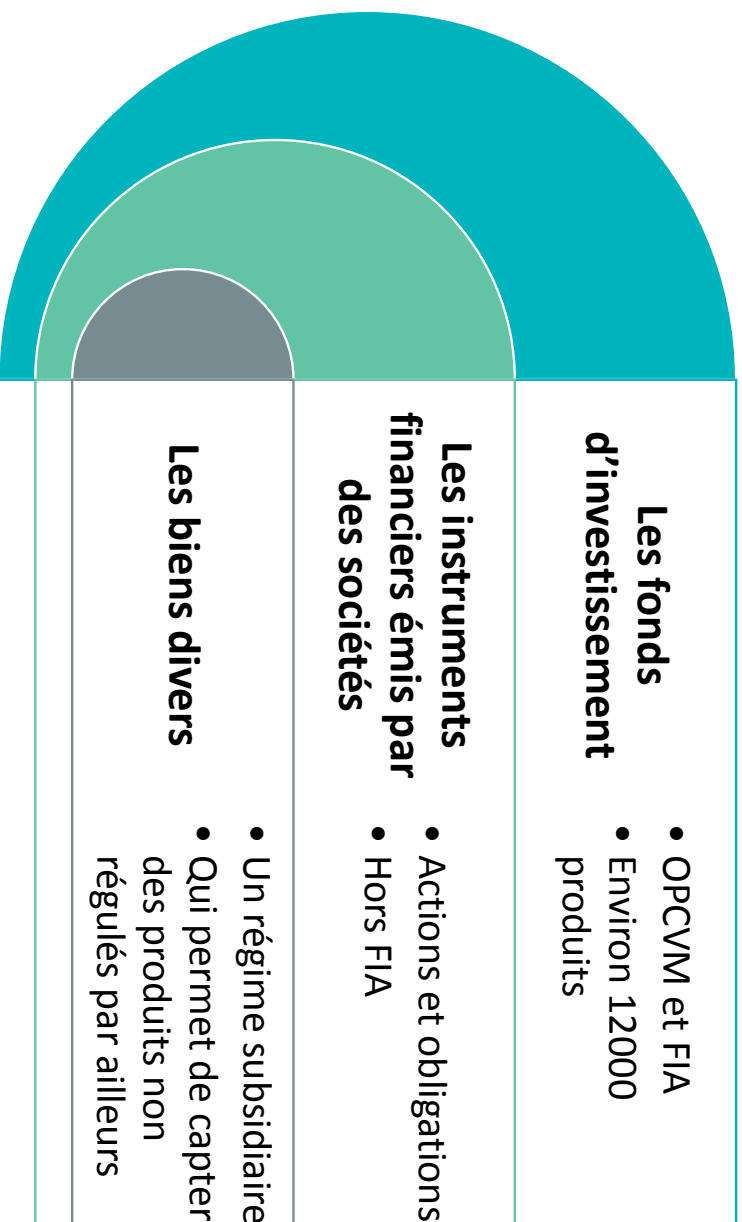 Les fonds
d’investissement
• OPCVM et FIA
• Environ 12000
produits
Les instruments
financiers émis par
des sociétés
• Actions et obligations
• Hors FIA
Les biens divers
• Un régime subsidiaire
• Qui permet de capter
des produits non
régulés par ailleurs